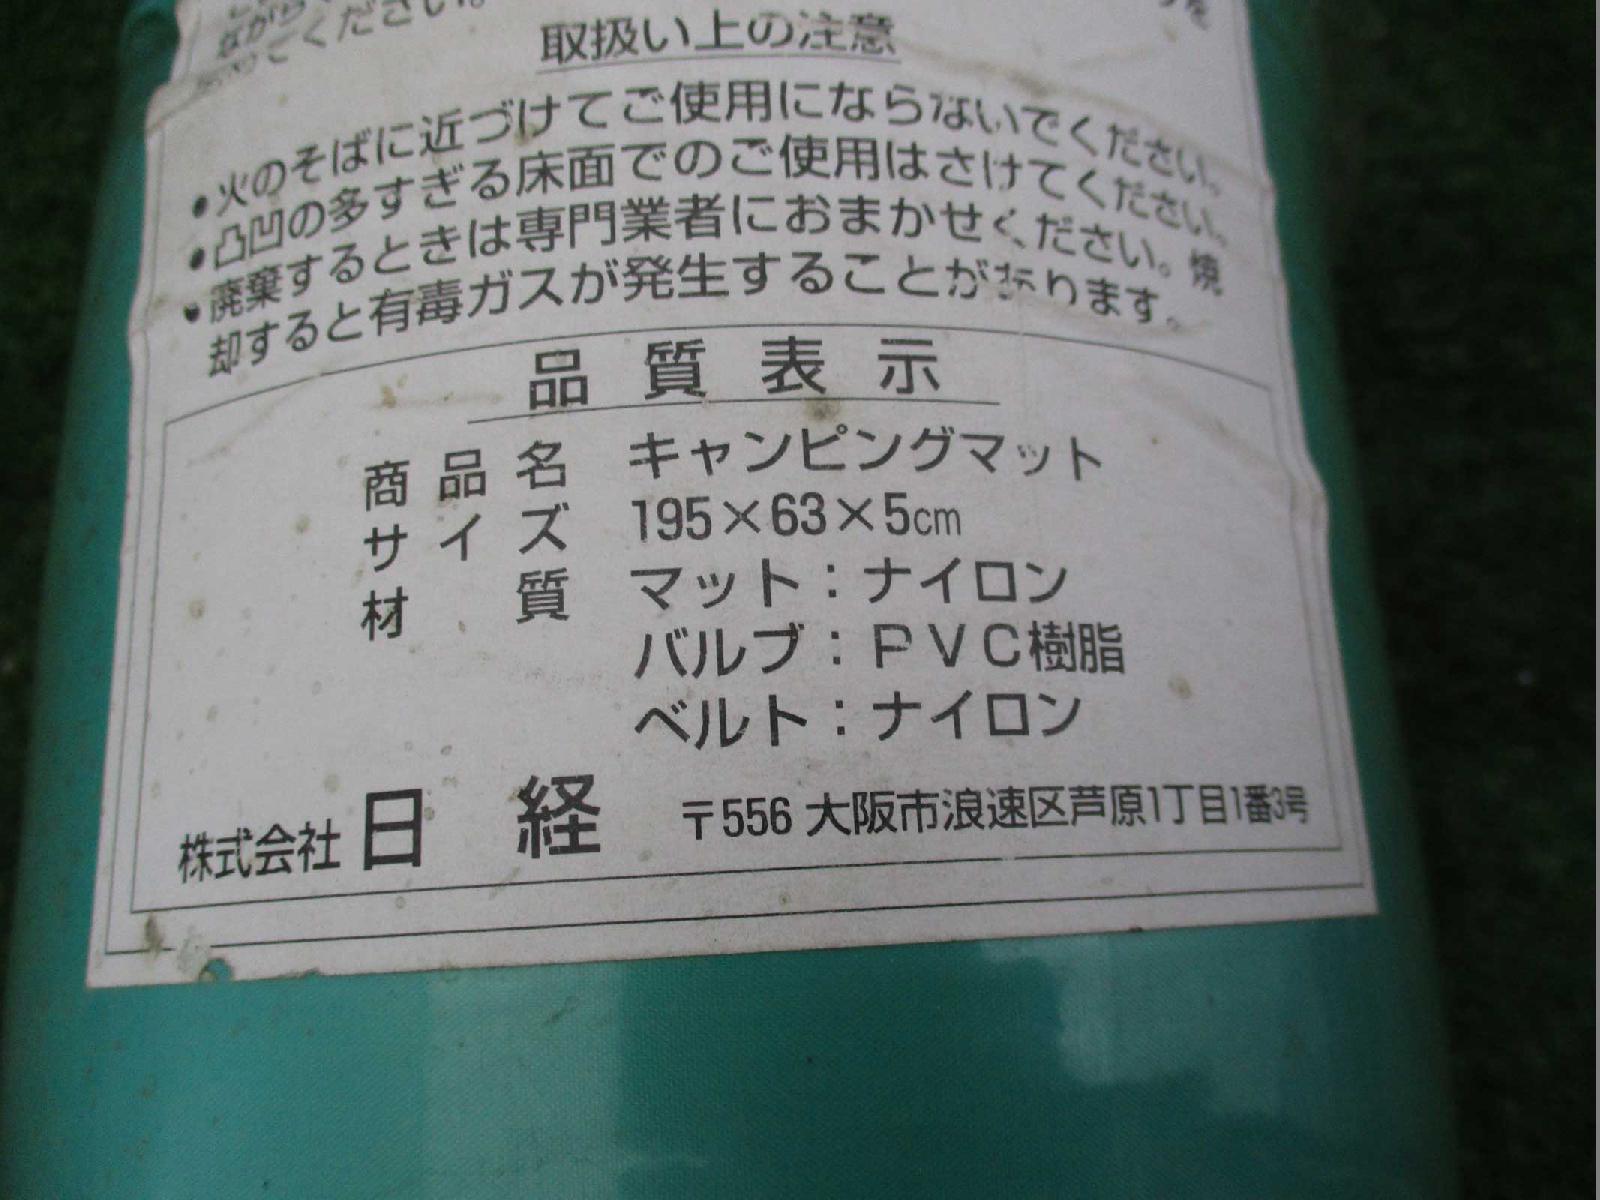 ながら
ください。
取扱い上の注意
●火のそばに近づけてご使用にならないでください。
●凸凹の多すぎる床面でのご使用はさけてください。
●廃棄するときは専門業者におまかせください。焼
却すると有毒ガスが発生することがあります。
品質表示
商品名 キャンピングマット
サイズ 195×63×5cm
材質 マット：ナイロン
バルブ：PVC樹脂
ベルト：ナイロン
株式会社 日経 〒556 大阪市浪速区芦原1丁目1番3号